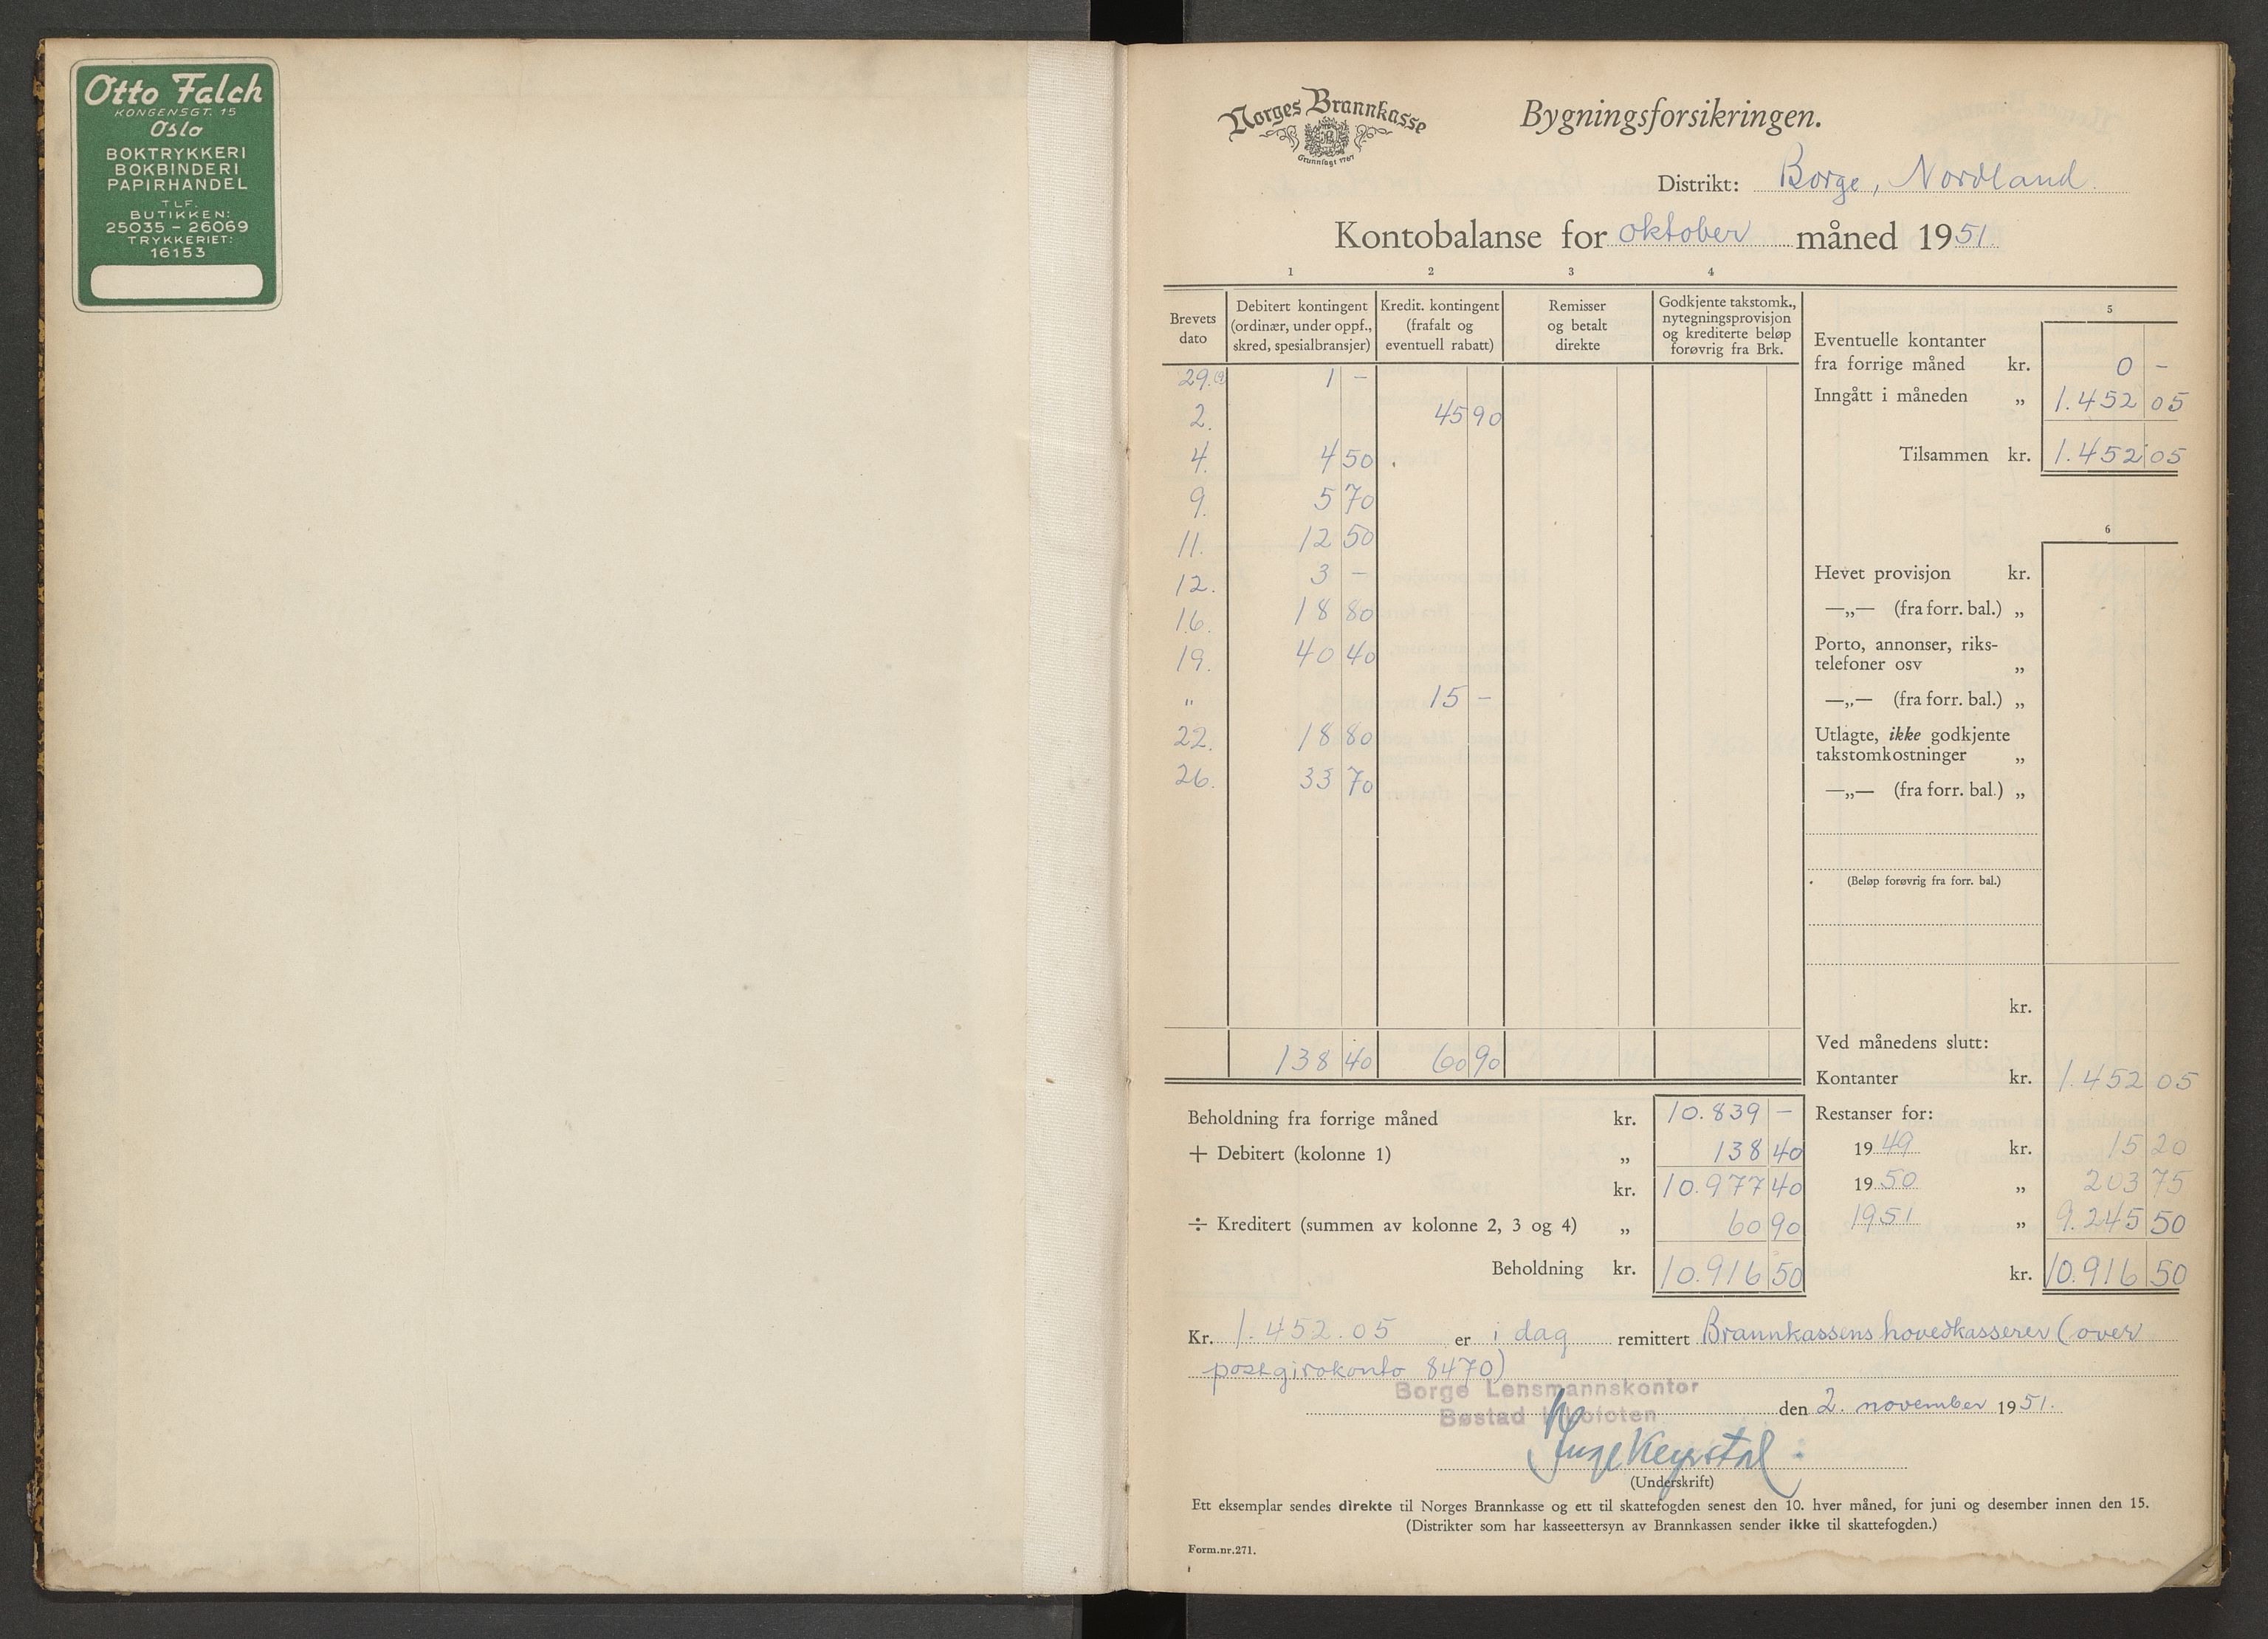 Otto Falch
KONGENSGT. 15
Oslo
BOKTRYKKERI
BOKBINDERI
PAPIRHANDEL
TLF.
BUTIKKEN:
25035 – 26069
TRYKKERIET:
16153
Norges Brannkasse
Grunnlagt 1767
Bygningsforsikringen.
Distrikt: Borge, Nordland.
Kontobalanse for oktober måned 1951.
1 2 3 4
Brevets dato
Debitert kontingent (ordinær, under oppf., skred, spesialbransjer)
Kredit. kontingent (frafalt og eventuell rabatt)
Remisser og betalt direkte
Godkjente takstomk., nytegningsprovisjon og krediterte beløp forøvrig fra Brk.
29. 1 –
2. 45 90
4. 4 50
9. 5 70
11. 12 50
12. 3 –
16. 18 80
19. 40 40
" 15 –
22. 18 80
26. 33 70
138 40 60 90
5
Eventuelle kontanter
fra forrige måned kr. 0 –
Inngått i måneden „ 1.452 05
Tilsammen kr. 1.452 05
6
Hevet provisjon kr.
—„— (fra forr. bal.) „
Porto, annonser, riks-
telefoner osv „
—„— (fra forr. bal.) „
Utlagte, ikke godkjente
takstomkostninger „
—„— (fra forr. bal.) „
(Beløp forøvrig fra forr. bal.)
kr.
Ved månedens slutt:
Kontanter kr. 1.452 05
Restanser for:
1949 kr. 15 20
1950 „ 203 75
1951 „ 9.245 50
kr. 10.916 50
Beholdning fra forrige måned kr. 10.839 –
+ Debitert (kolonne 1) „ 138 40
kr. 10.977 40
÷ Kreditert (summen av kolonne 2, 3 og 4) „ 60 90
Beholdning kr. 10.916 50
Kr. 1.452.05 er i dag remittert Brannkassens hovedkasserer (over
postgirokonto 8470)
Borge Lensmannskontor
Bøstad i Lofoten
den 2. november 1951.
(Underskrift)
Ett eksemplar sendes direkte til Norges Brannkasse og ett til skattefogden senest den 10. hver måned, for juni og desember innen den 15.
(Distrikter som har kasseettersyn av Brannkassen sender ikke til skattefogden.)
Form.nr.271.